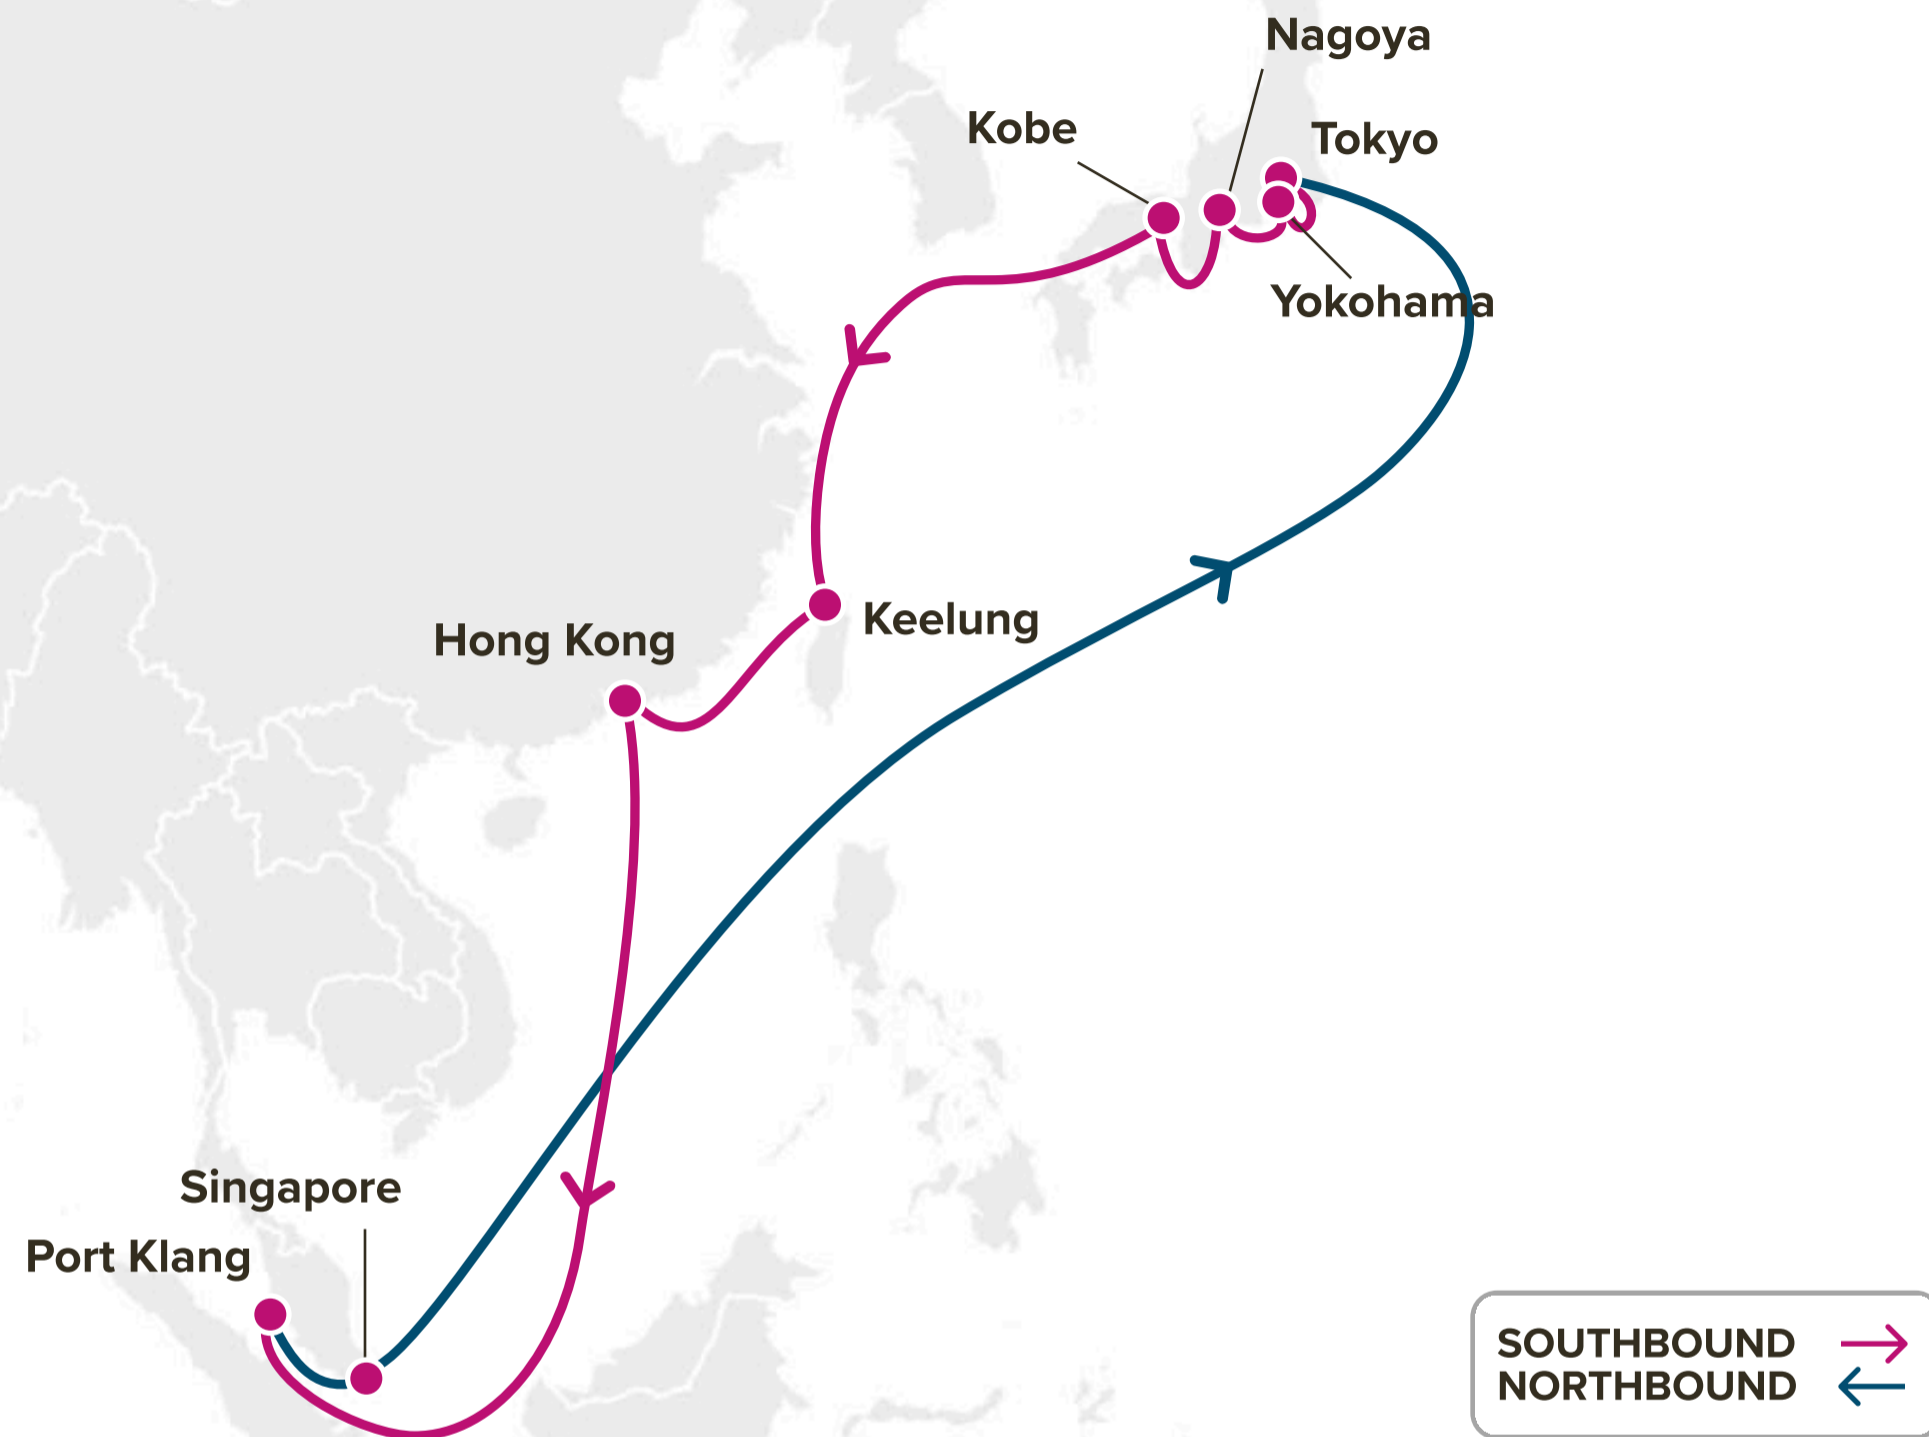 Nagoya
Kobe
Tokyo
Yokohama
Keelung
Hong Kong
Singapore
Port Klang
SOUTHBOUND
NORTHBOUND